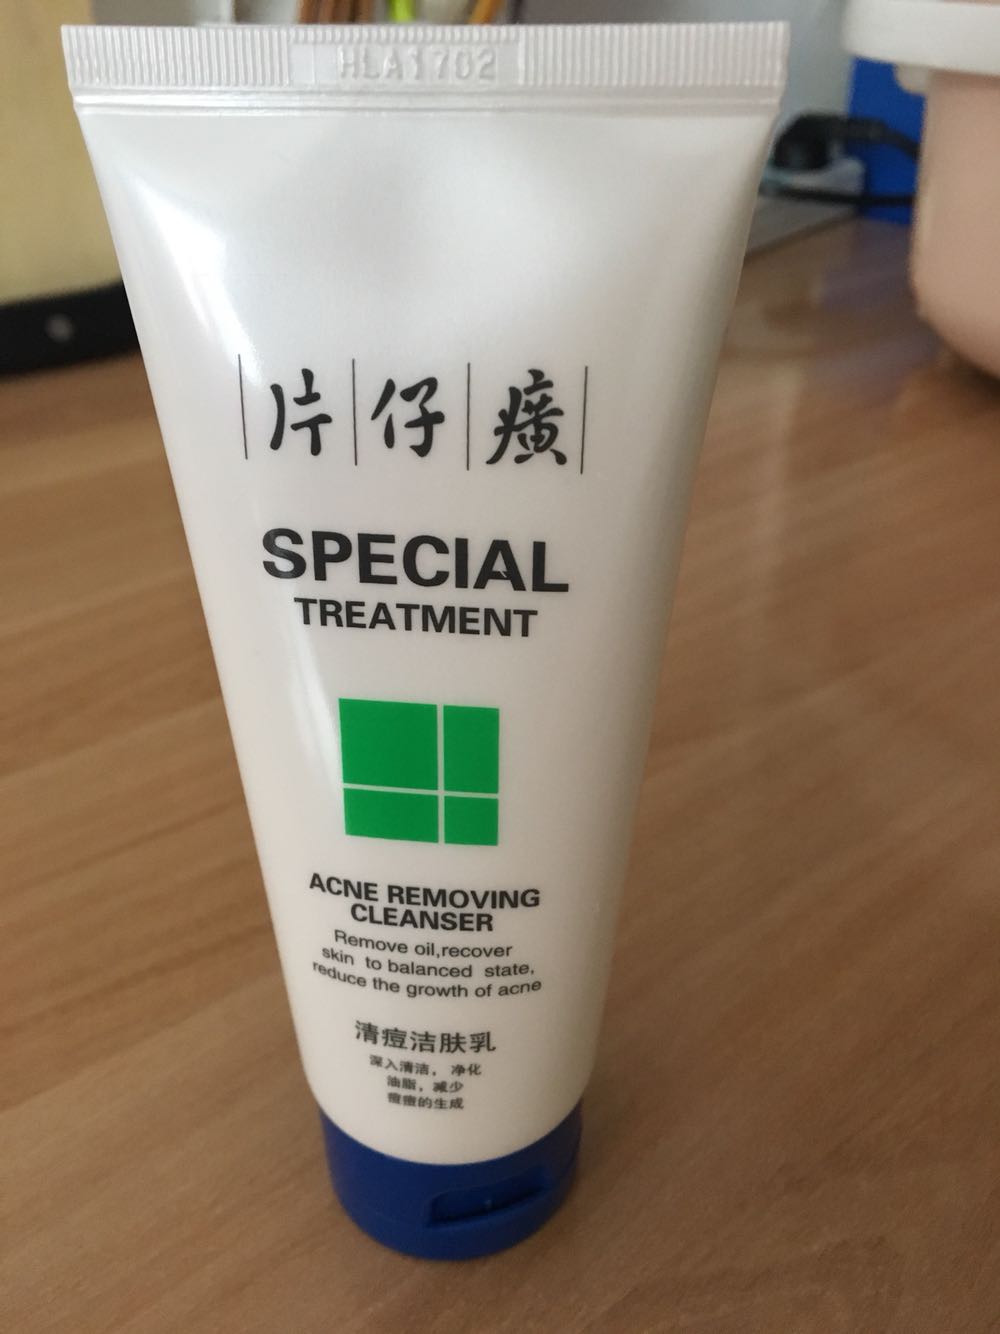 HLA1702
片仔癀
SPECIAL
TREATMENT
ACNE REMOVING
CLEANSER
Remove oil,recover
skin to balanced state,
reduce the growth of acne
清痘洁肤乳
深入清洁，净化
油脂，减少
痘痘的生成